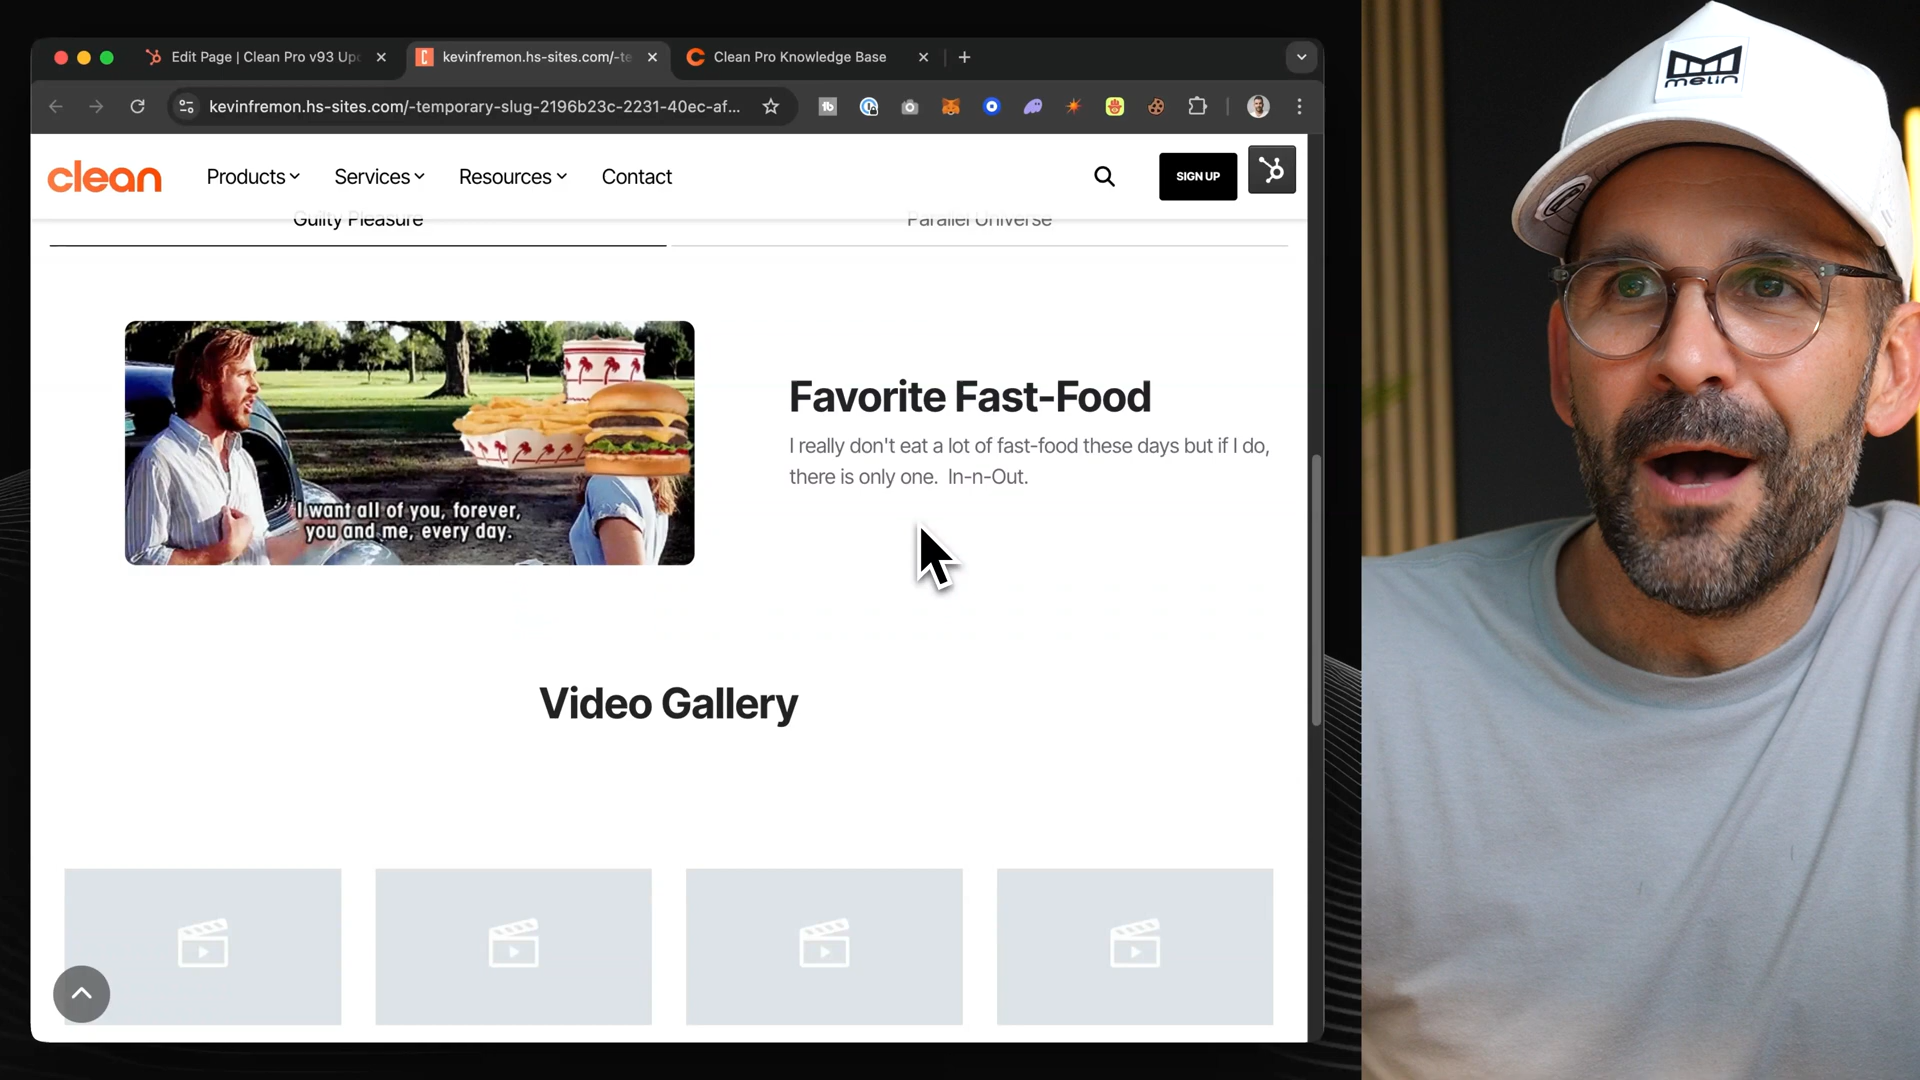 Edit Page | Clean Pro v93 Up
kevinfremon.hs-sites.com/-te
Clean Pro Knowledge Base
kevinfremon.hs-sites.com/-temporary-slug-2196b23c-2231-40ec-af...
clean
Products
Services
Resources
Contact
SIGN UP
Guilty Pleasure
Parallel Universe
I want all of you, forever,
you and me, every day.
Favorite Fast-Food
I really don't eat a lot of fast-food these days but if I do,
there is only one. In-n-Out.
Video Gallery
melin